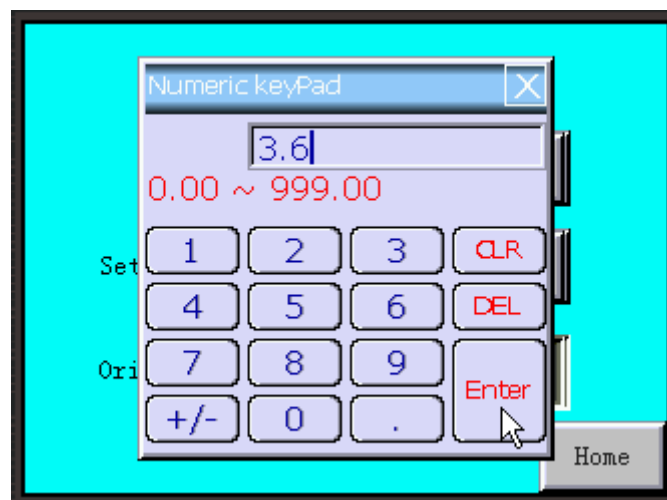 Numeric keyPad
3.6
0.00 ~ 999.00
1 2 3 CLR
Set
4 5 6 DEL
7 8 9
Ori
Enter
+/- 0 .
Home